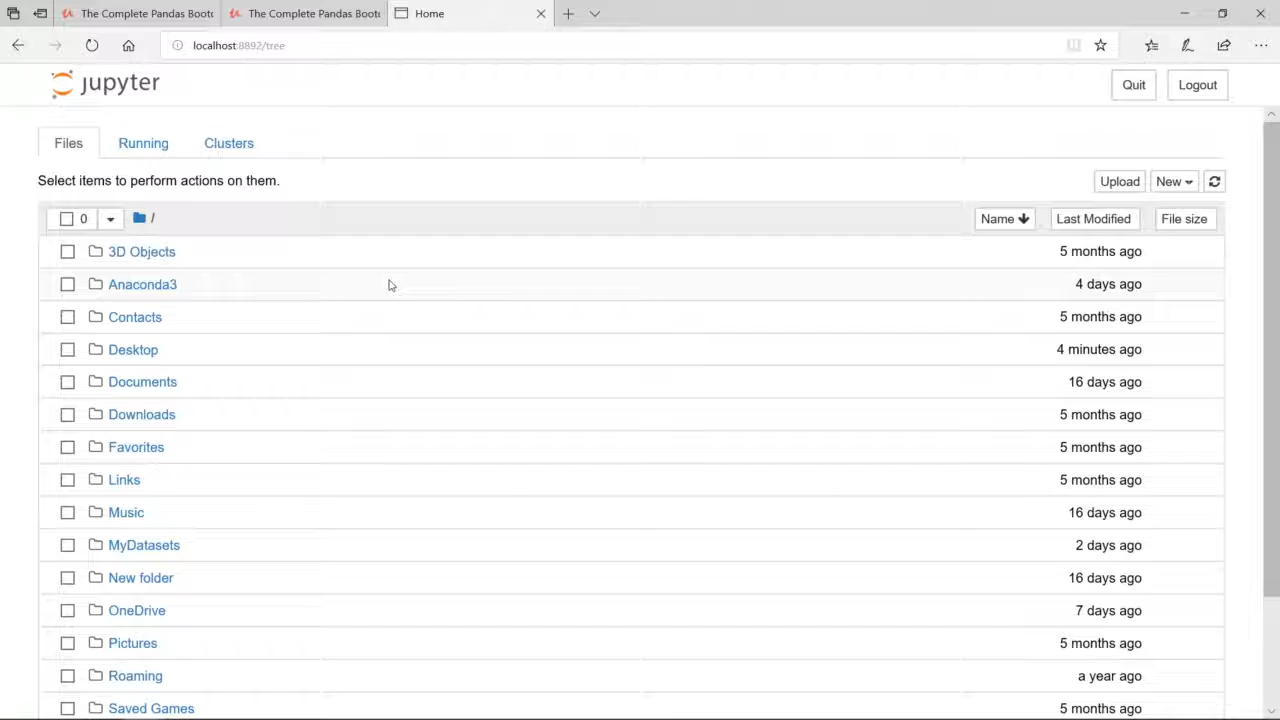 The Complete Pandas Boot The Complete Pandas Boot Home
localhost:8892/tree
jupyter Quit Logout
Files Running Clusters
Select items to perform actions on them. Upload New
0 / Name Last Modified File size
3D Objects 5 months ago
Anaconda3 4 days ago
Contacts 5 months ago
Desktop 4 minutes ago
Documents 16 days ago
Downloads 5 months ago
Favorites 5 months ago
Links 5 months ago
Music 16 days ago
MyDatasets 2 days ago
New folder 16 days ago
OneDrive 7 days ago
Pictures 5 months ago
Roaming a year ago
Saved Games 5 months ago